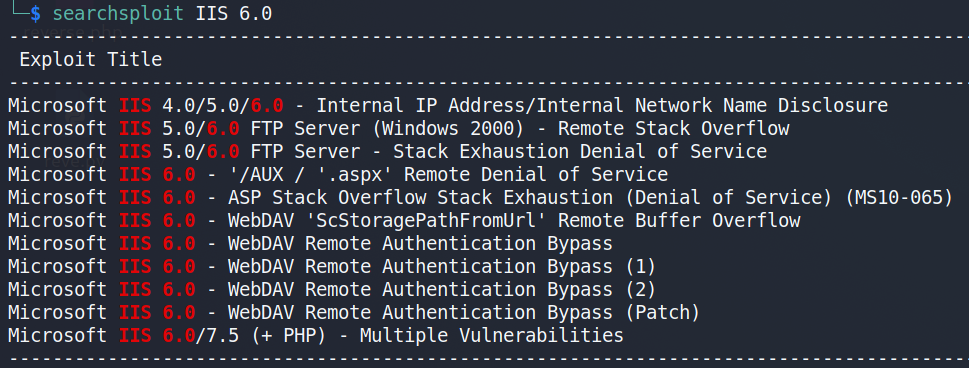 └─$ searchsploit IIS 6.0
--------------------------------------------------------------------------------
Exploit Title
--------------------------------------------------------------------------------
Microsoft IIS 4.0/5.0/6.0 - Internal IP Address/Internal Network Name Disclosure
Microsoft IIS 5.0/6.0 FTP Server (Windows 2000) - Remote Stack Overflow
Microsoft IIS 5.0/6.0 FTP Server - Stack Exhaustion Denial of Service
Microsoft IIS 6.0 - '/AUX / '.aspx' Remote Denial of Service
Microsoft IIS 6.0 - ASP Stack Overflow Stack Exhaustion (Denial of Service) (MS10-065)
Microsoft IIS 6.0 - WebDAV 'ScStoragePathFromUrl' Remote Buffer Overflow
Microsoft IIS 6.0 - WebDAV Remote Authentication Bypass
Microsoft IIS 6.0 - WebDAV Remote Authentication Bypass (1)
Microsoft IIS 6.0 - WebDAV Remote Authentication Bypass (2)
Microsoft IIS 6.0 - WebDAV Remote Authentication Bypass (Patch)
Microsoft IIS 6.0/7.5 (+ PHP) - Multiple Vulnerabilities
--------------------------------------------------------------------------------